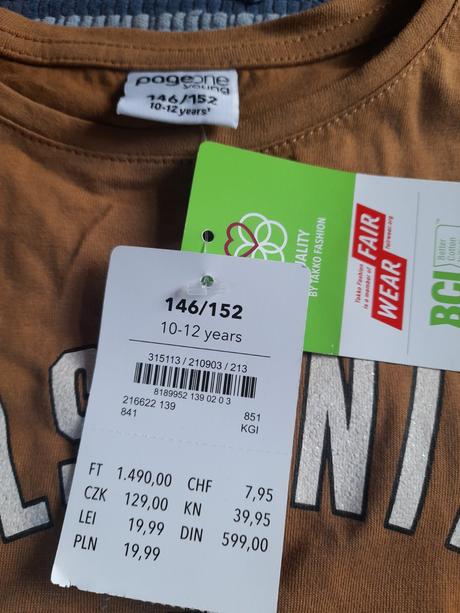 pageone
young
146/152
10-12 years
UALITY
BY TAKKO FASHION
Takko Fashion
is a member of
FAIR
WEAR
fairwear.org
BCI
Better
Cotton
146/152
10-12 years
315113 / 210903 / 213
8189952 139 02 0 3
216622 139 851
841 KGI
FT 1.490,00 CHF 7,95
CZK 129,00 KN 39,95
LEI 19,99 DIN 599,00
PLN 19,99